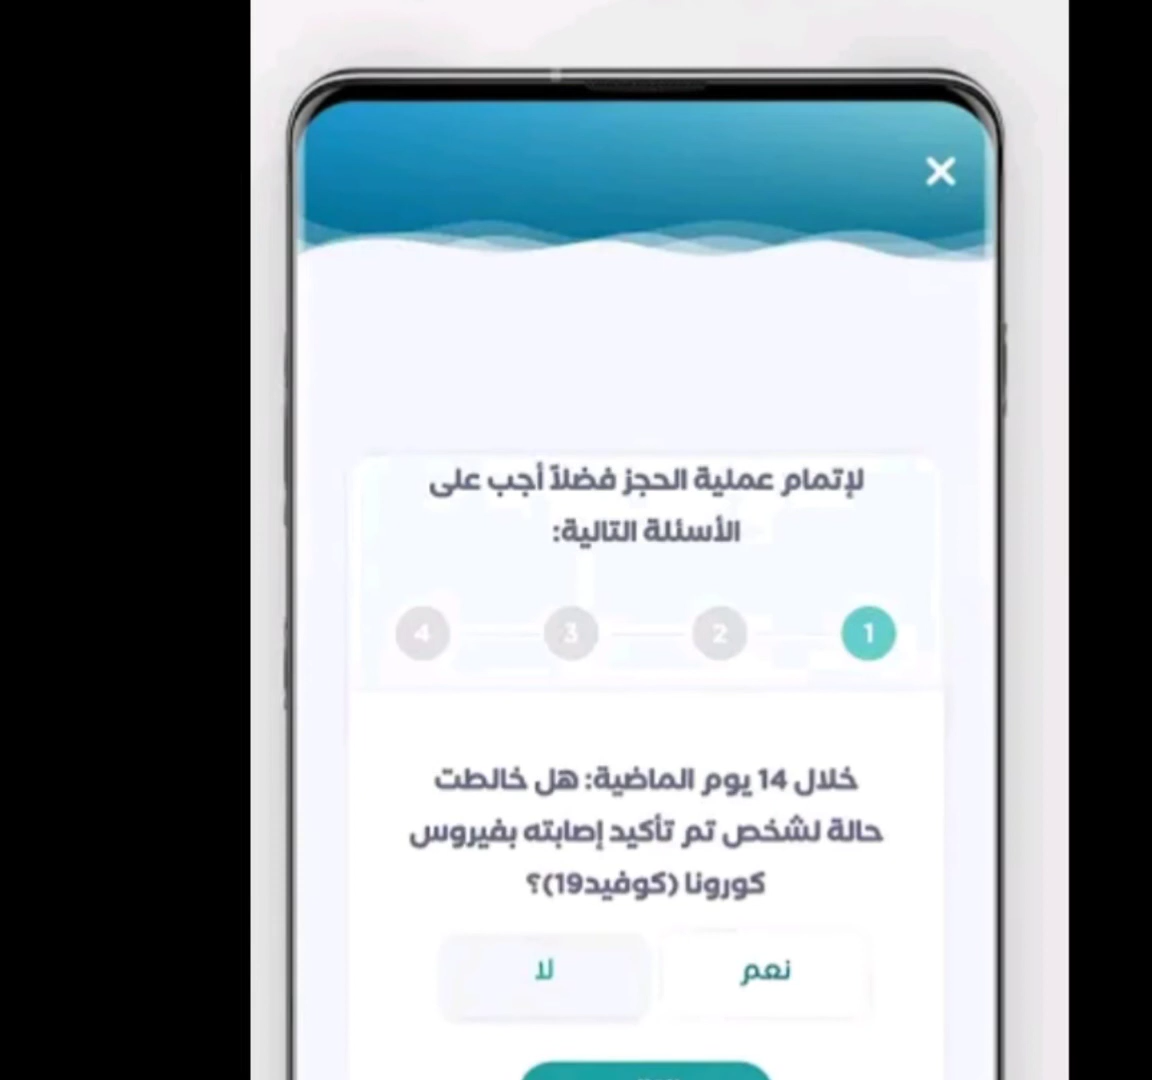 لإتمام عملية الحجز فضلاً أجب على
الأسئلة التالية:
1 2 3 4
خلال 14 يوم الماضية: هل خالطت
حالة لشخص تم تأكيد إصابته بفيروس
كورونا (كوفيد19)؟
نعم لا